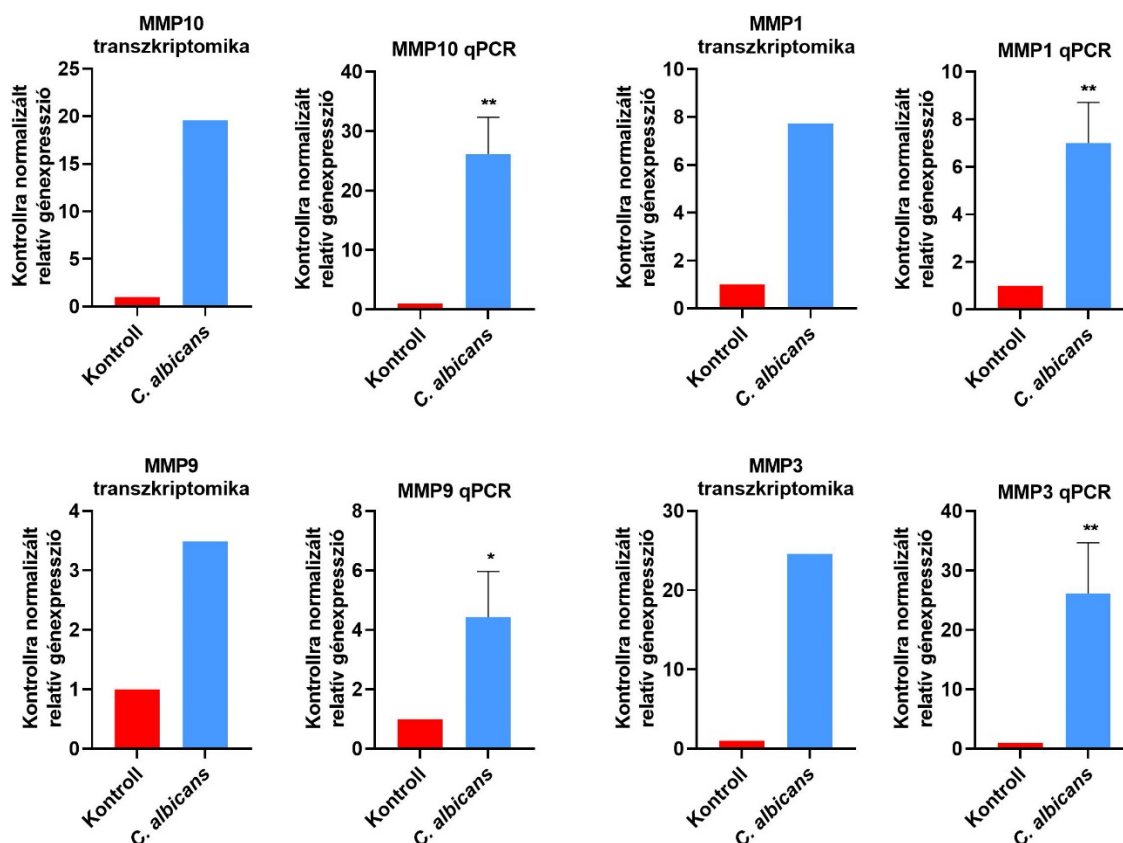 MMP10
transzkriptomika
Kontrollra normalizált
relatív génexpresszió
25
20
15
10
5
0
Kontroll
C. albicans
MMP10 qPCR
Kontrollra normalizált
relatív génexpresszió
40
30
20
10
0
**
Kontroll
C. albicans
MMP1
transzkriptomika
Kontrollra normalizált
relatív génexpresszió
10
8
6
4
2
0
Kontroll
C. albicans
MMP1 qPCR
Kontrollra normalizált
relatív génexpresszió
10
8
6
4
2
0
**
Kontroll
C. albicans
MMP9
transzkriptomika
Kontrollra normalizált
relatív génexpresszió
4
3
2
1
0
Kontroll
C. albicans
MMP9 qPCR
Kontrollra normalizált
relatív génexpresszió
8
6
4
2
0
*
Kontroll
C. albicans
MMP3
transzkriptomika
Kontrollra normalizált
relatív génexpresszió
30
20
10
0
Kontroll
C. albicans
MMP3 qPCR
Kontrollra normalizált
relatív génexpresszió
40
30
20
10
0
**
Kontroll
C. albicans